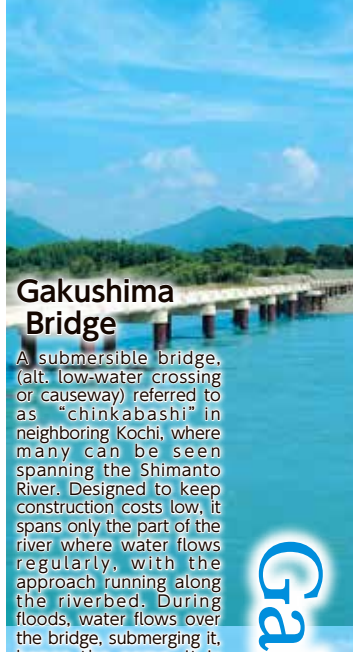 Gakushima
Bridge
A submersible bridge,
(alt. low-water crossing
or causeway) referred to
as “chinkabashi” in
neighboring Kochi, where
many can be seen
spanning the Shimanto
River. Designed to keep
construction costs low, it
spans only the part of the
river where water flows
regularly, with the
approach running along
the riverbed. During
floods, water flows over
the bridge, submerging it,
Ga